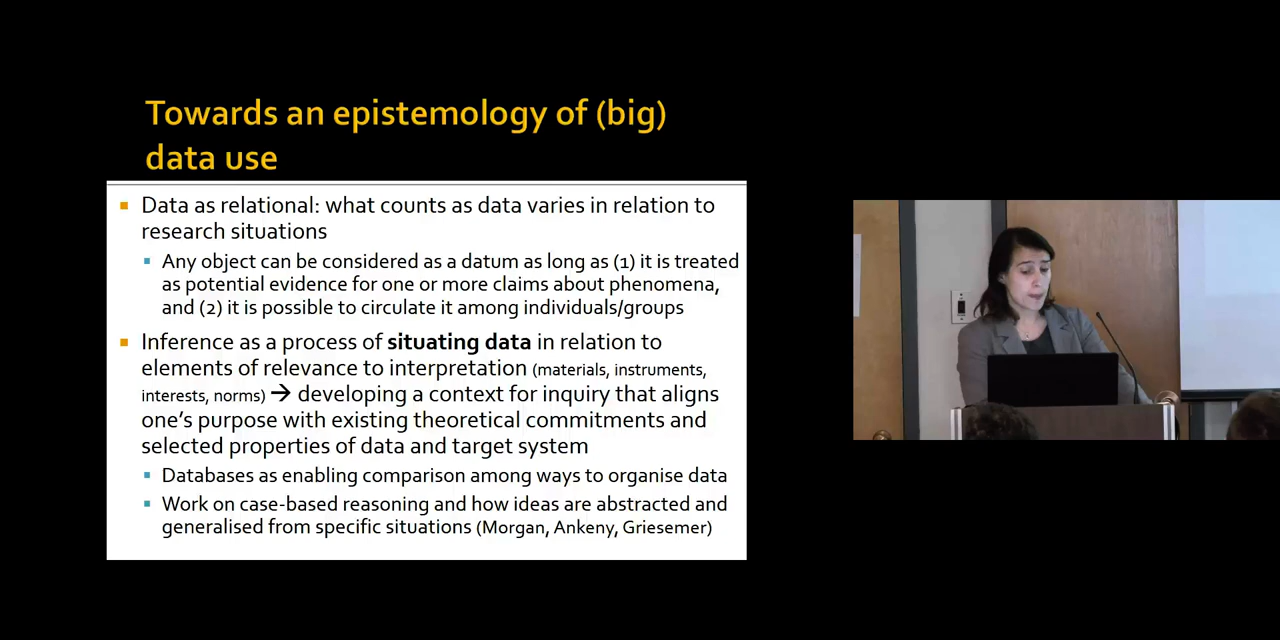 Towards an epistemology of (big)
data use
Data as relational: what counts as data varies in relation to
research situations
Any object can be considered as a datum as long as (1) it is treated
as potential evidence for one or more claims about phenomena,
and (2) it is possible to circulate it among individuals/groups
Inference as a process of situating data in relation to
elements of relevance to interpretation (materials, instruments,
interests, norms) → developing a context for inquiry that aligns
one's purpose with existing theoretical commitments and
selected properties of data and target system
Databases as enabling comparison among ways to organise data
Work on case-based reasoning and how ideas are abstracted and
generalised from specific situations (Morgan, Ankeny, Griesemer)